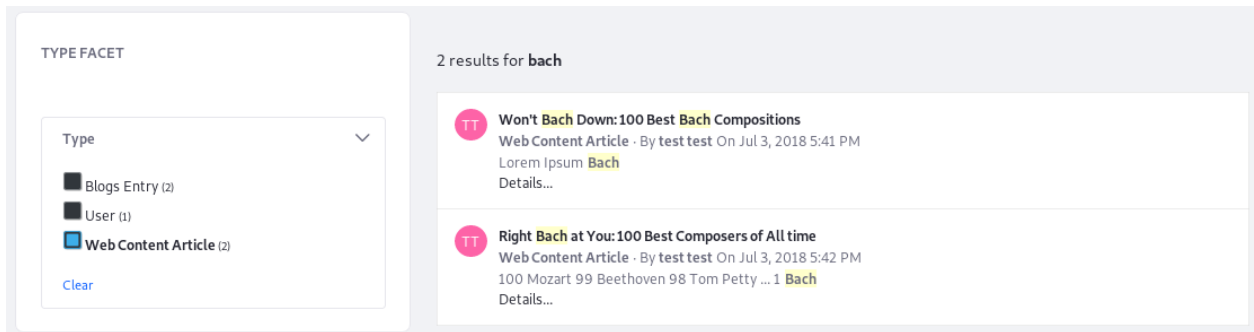 TYPE FACET
Type
Blogs Entry (2)
User (1)
Web Content Article (2)
Clear
2 results for bach
TT
Won't Bach Down: 100 Best Bach Compositions
Web Content Article · By test test On Jul 3, 2018 5:41 PM
Lorem Ipsum Bach
Details...
TT
Right Bach at You: 100 Best Composers of All time
Web Content Article · By test test On Jul 3, 2018 5:42 PM
100 Mozart 99 Beethoven 98 Tom Petty ... 1 Bach
Details...